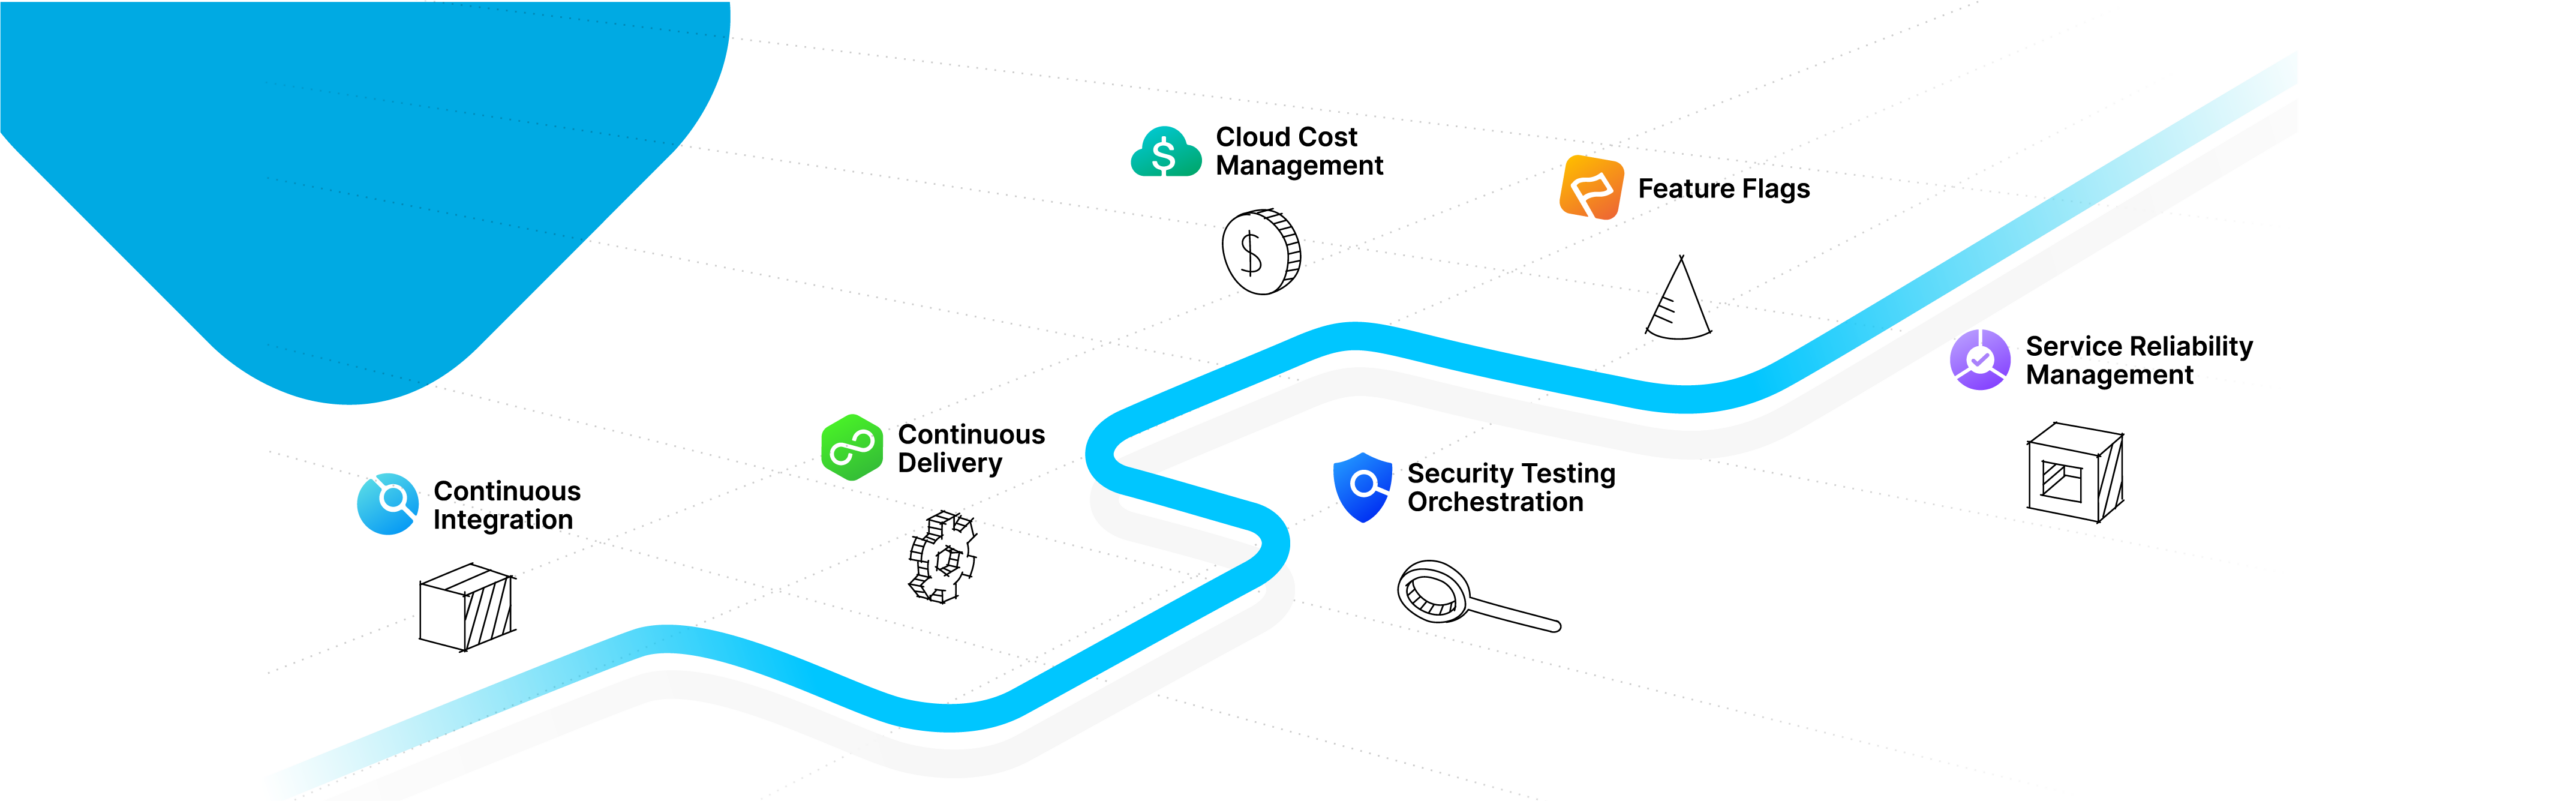 Cloud Cost
Management
Feature Flags
Service Reliability
Management
Continuous
Delivery
Security Testing
Orchestration
Continuous
Integration